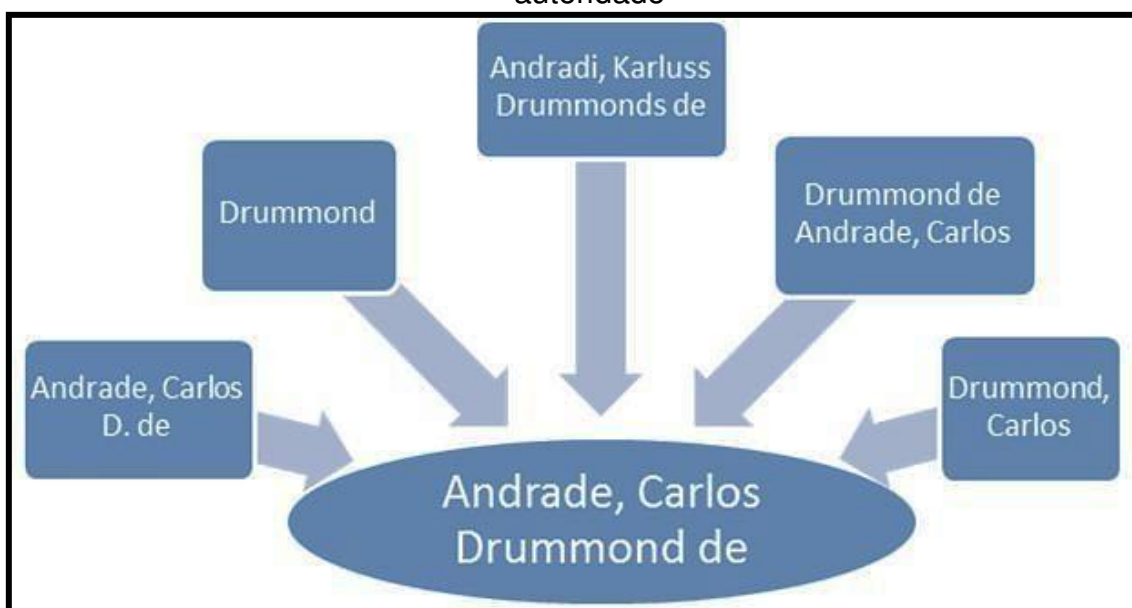 autoridade
Andradi, Karluss
Drummonds de
Drummond
Drummond de
Andrade, Carlos
Andrade, Carlos
D. de
Drummond,
Carlos
Andrade, Carlos
Drummond de